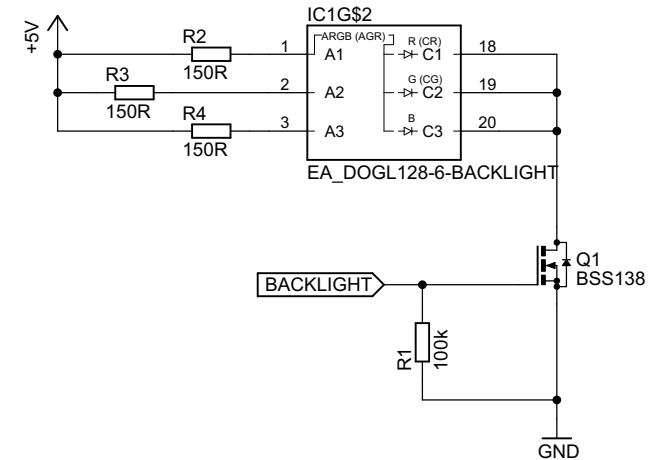 IC1G$2
+5V
R2
150R
1
ARGB (AGR)
A1
R (CR)
C1
18
R3
150R
2
A2
G (CG)
C2
19
R4
150R
3
A3
B
C3
20
EA_DOGL128-6-BACKLIGHT
Q1
BSS138
BACKLIGHT
R1
100k
GND